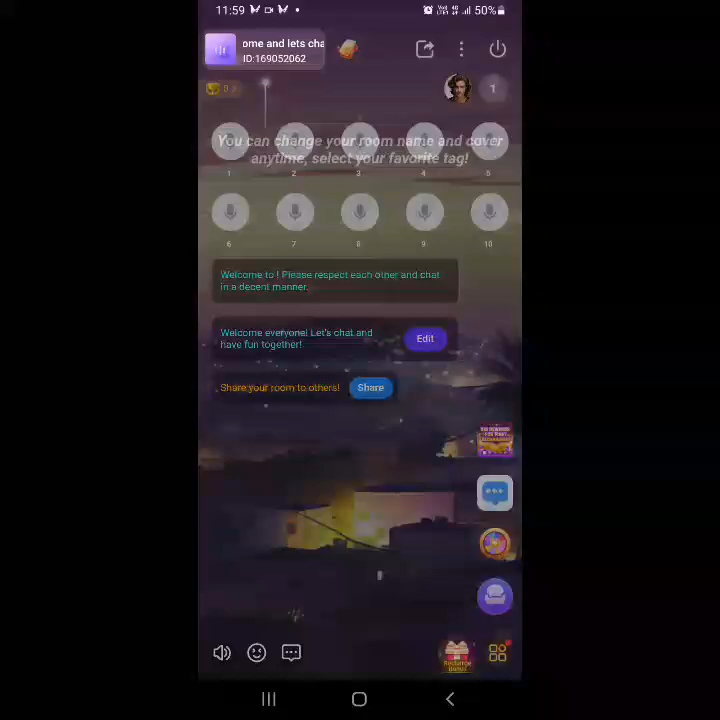 11:59
50%
ome and lets cha
ID:169052062
0
1
You can change your room name and cover
anytime, select your favorite tag!
1 2 3 4 5
6 7 8 9 10
Welcome to ! Please respect each other and chat
in a decent manner.
Welcome everyone! Let's chat and
have fun together!
Edit
Share your room to others!
Share
Recharge